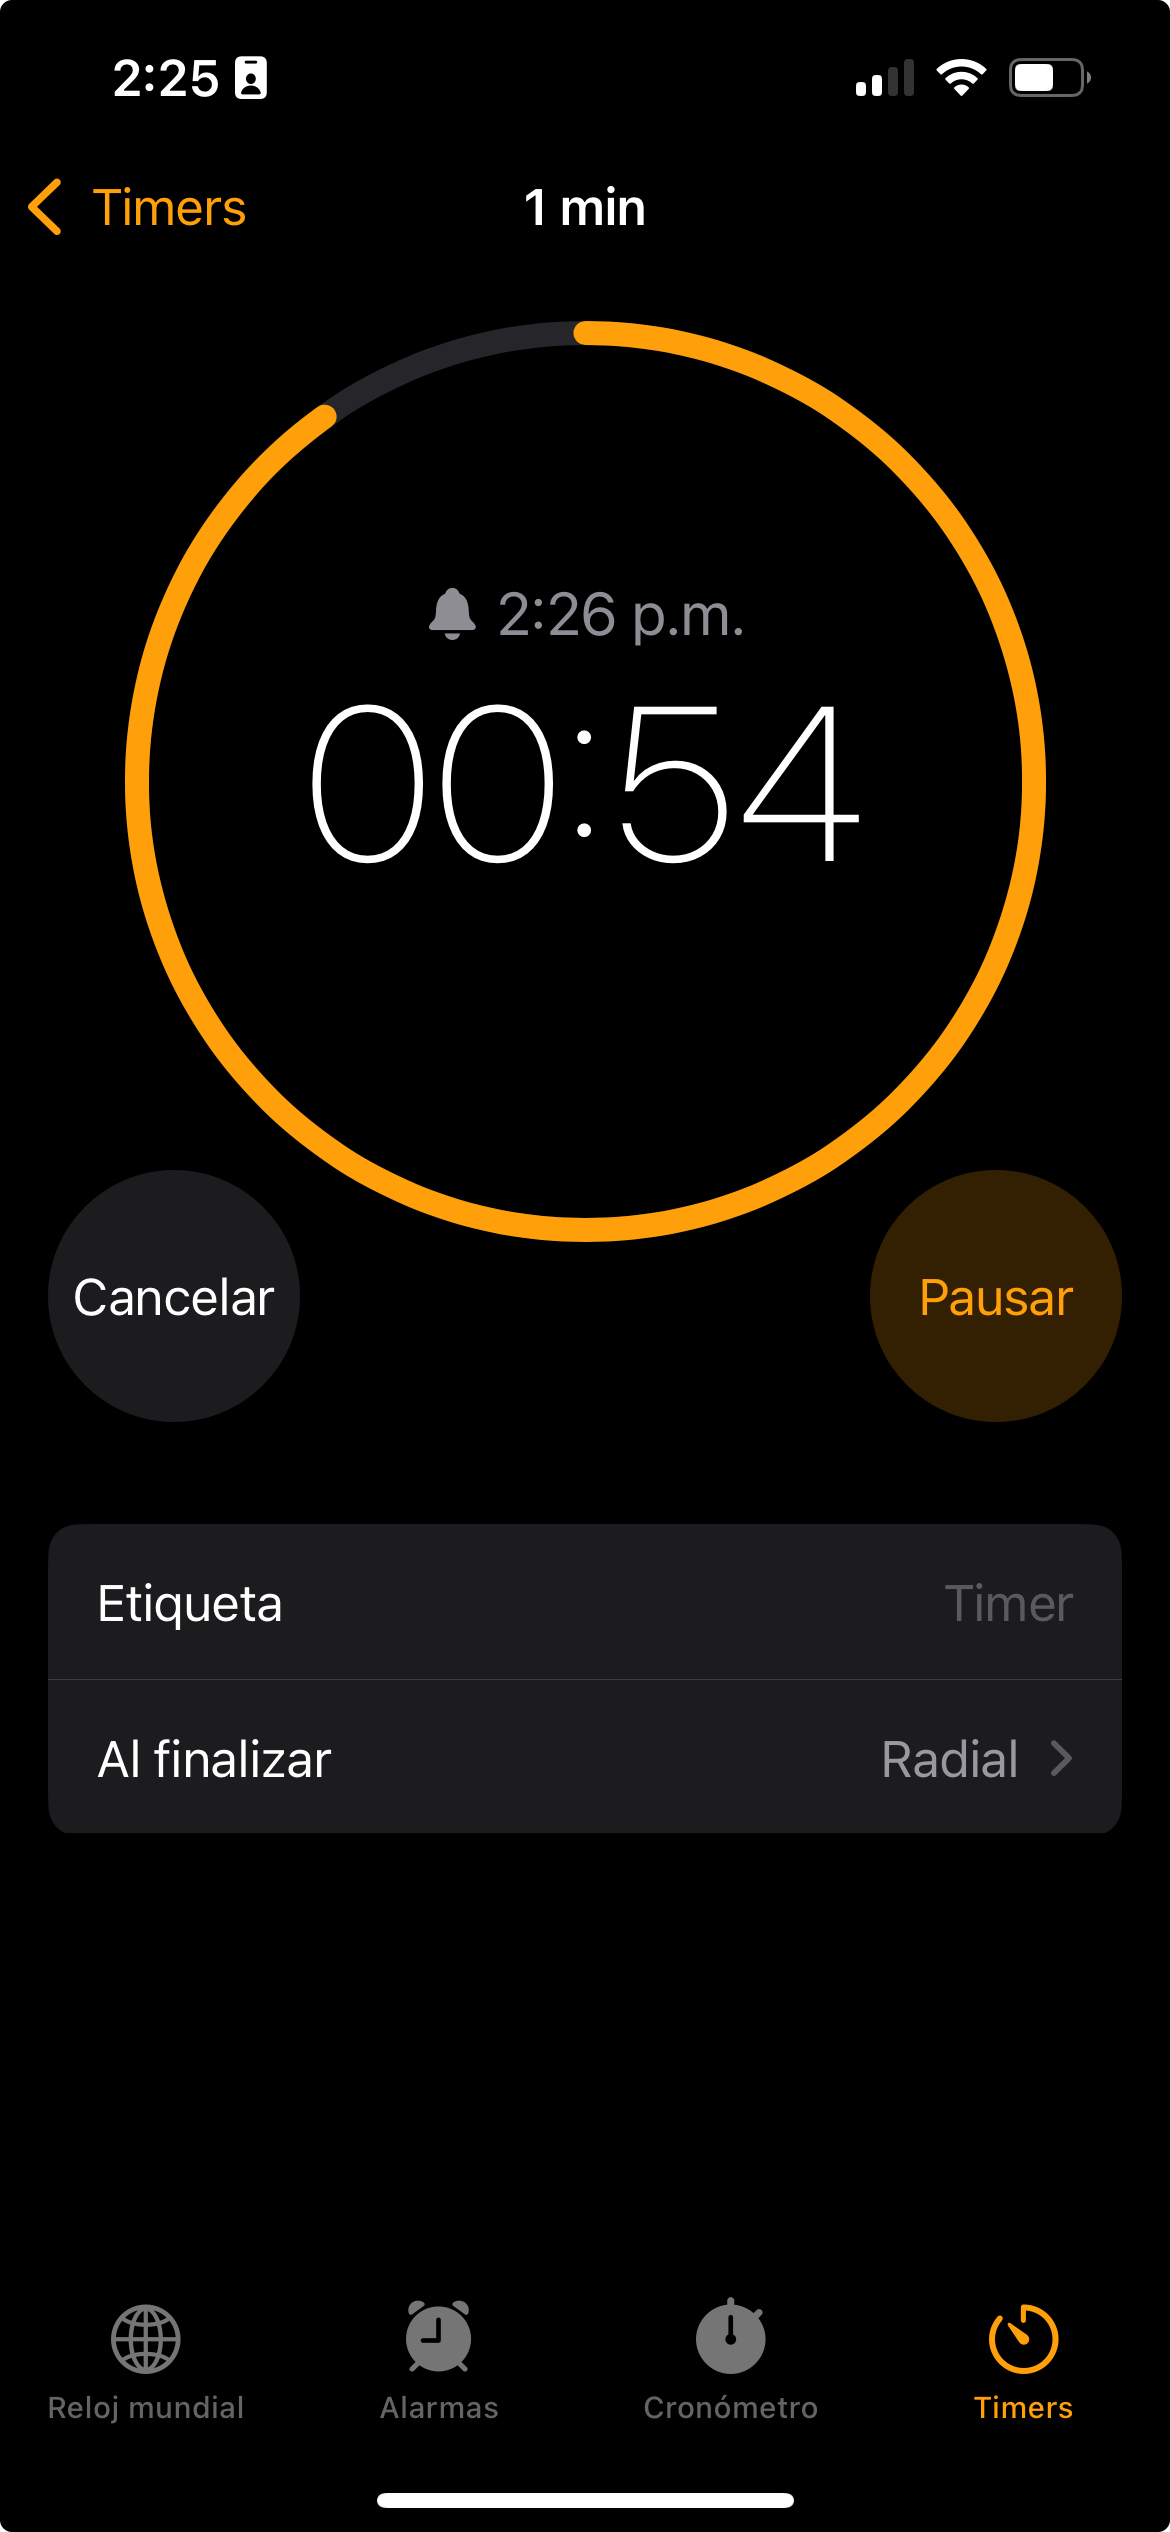 2:25
Timers
1 min
2:26 p.m.
00:54
Cancelar
Pausar
Etiqueta
Timer
Al finalizar
Radial
Reloj mundial
Alarmas
Cronómetro
Timers